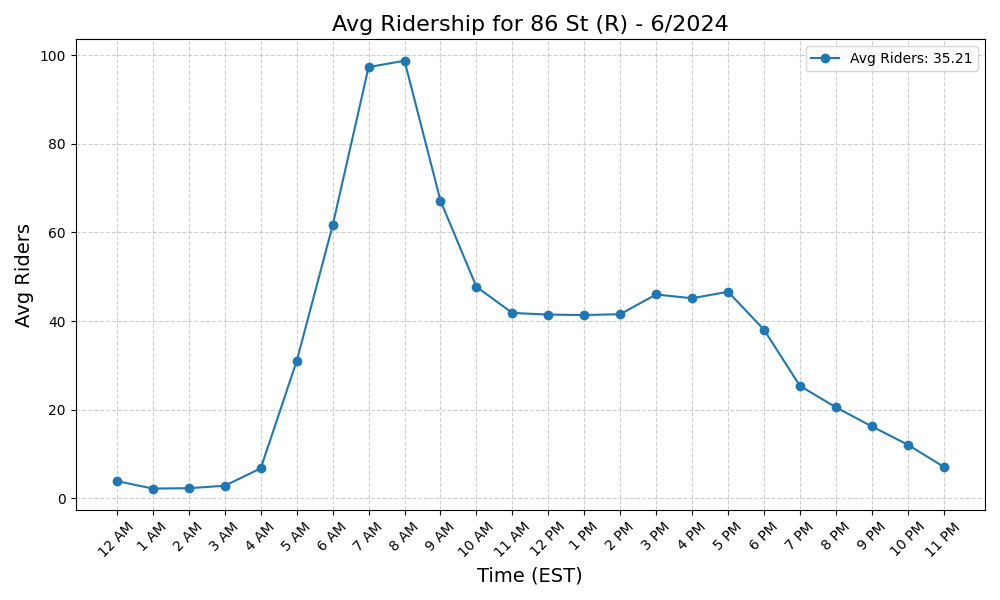 Avg Ridership for 86 St (R) - 6/2024
Avg Riders: 35.21
Avg Riders
100
80
60
40
20
0
12 AM
1 AM
2 AM
3 AM
4 AM
5 AM
6 AM
7 AM
8 AM
9 AM
10 AM
11 AM
12 PM
1 PM
2 PM
3 PM
4 PM
5 PM
6 PM
7 PM
8 PM
9 PM
10 PM
11 PM
Time (EST)